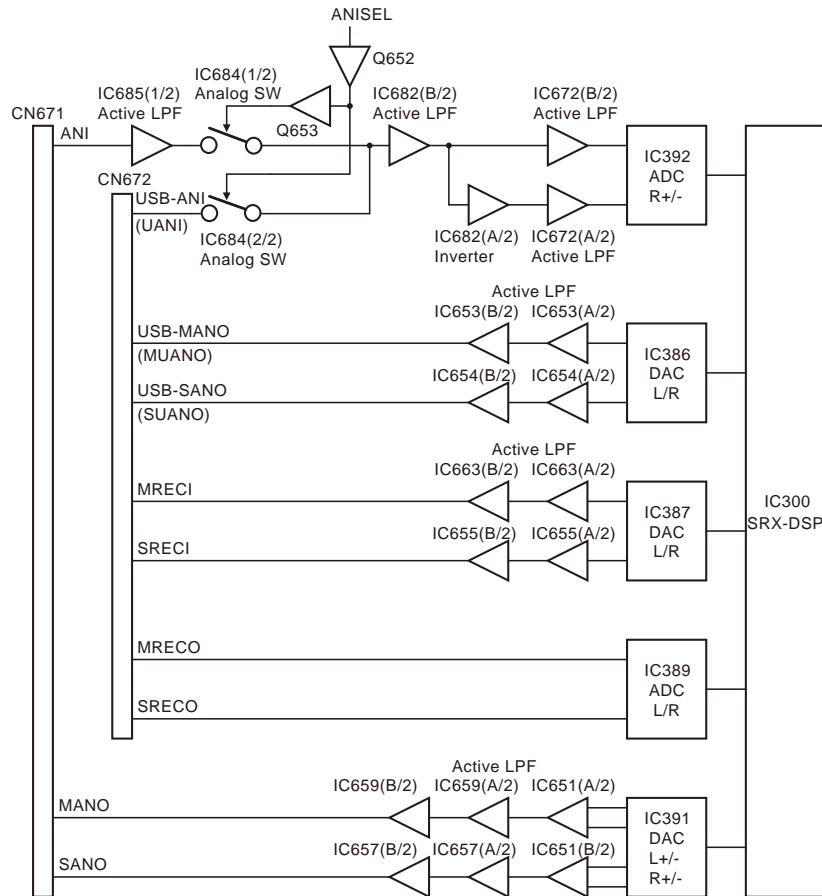 ANISEL
Q652
IC684(1/2)
Analog SW
IC685(1/2)
Active LPF
IC682(B/2)
Active LPF
IC672(B/2)
Active LPF
CN671
ANI
Q653
IC392
ADC
R+/-
CN672
USB-ANI
(UANI)
IC684(2/2)
Analog SW
IC682(A/2)
Inverter
IC672(A/2)
Active LPF
Active LPF
IC653(B/2)
IC653(A/2)
USB-MANO
(MUANO)
IC386
DAC
L/R
IC654(B/2)
IC654(A/2)
USB-SANO
(SUANO)
Active LPF
IC663(B/2)
IC663(A/2)
MRECI
IC387
DAC
L/R
IC300
SRX-DSP
IC655(B/2)
IC655(A/2)
SRECI
MRECO
IC389
ADC
L/R
SRECO
Active LPF
IC659(B/2)
IC659(A/2)
IC651(A/2)
MANO
IC391
DAC
L+/-
R+/-
IC657(B/2)
IC657(A/2)
IC651(B/2)
SANO